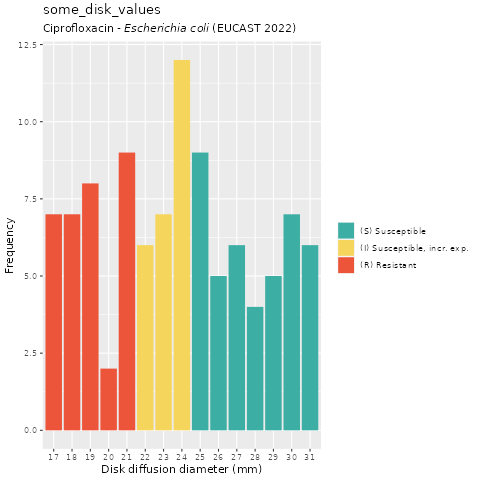 some_disk_values
Ciprofloxacin - Escherichia coli (EUCAST 2022)
Frequency
12.5
10.0
7.5
5.0
2.5
0.0
17 18 19 20 21 22 23 24 25 26 27 28 29 30 31
Disk diffusion diameter (mm)
(S) Susceptible
(I) Susceptible, incr. exp.
(R) Resistant